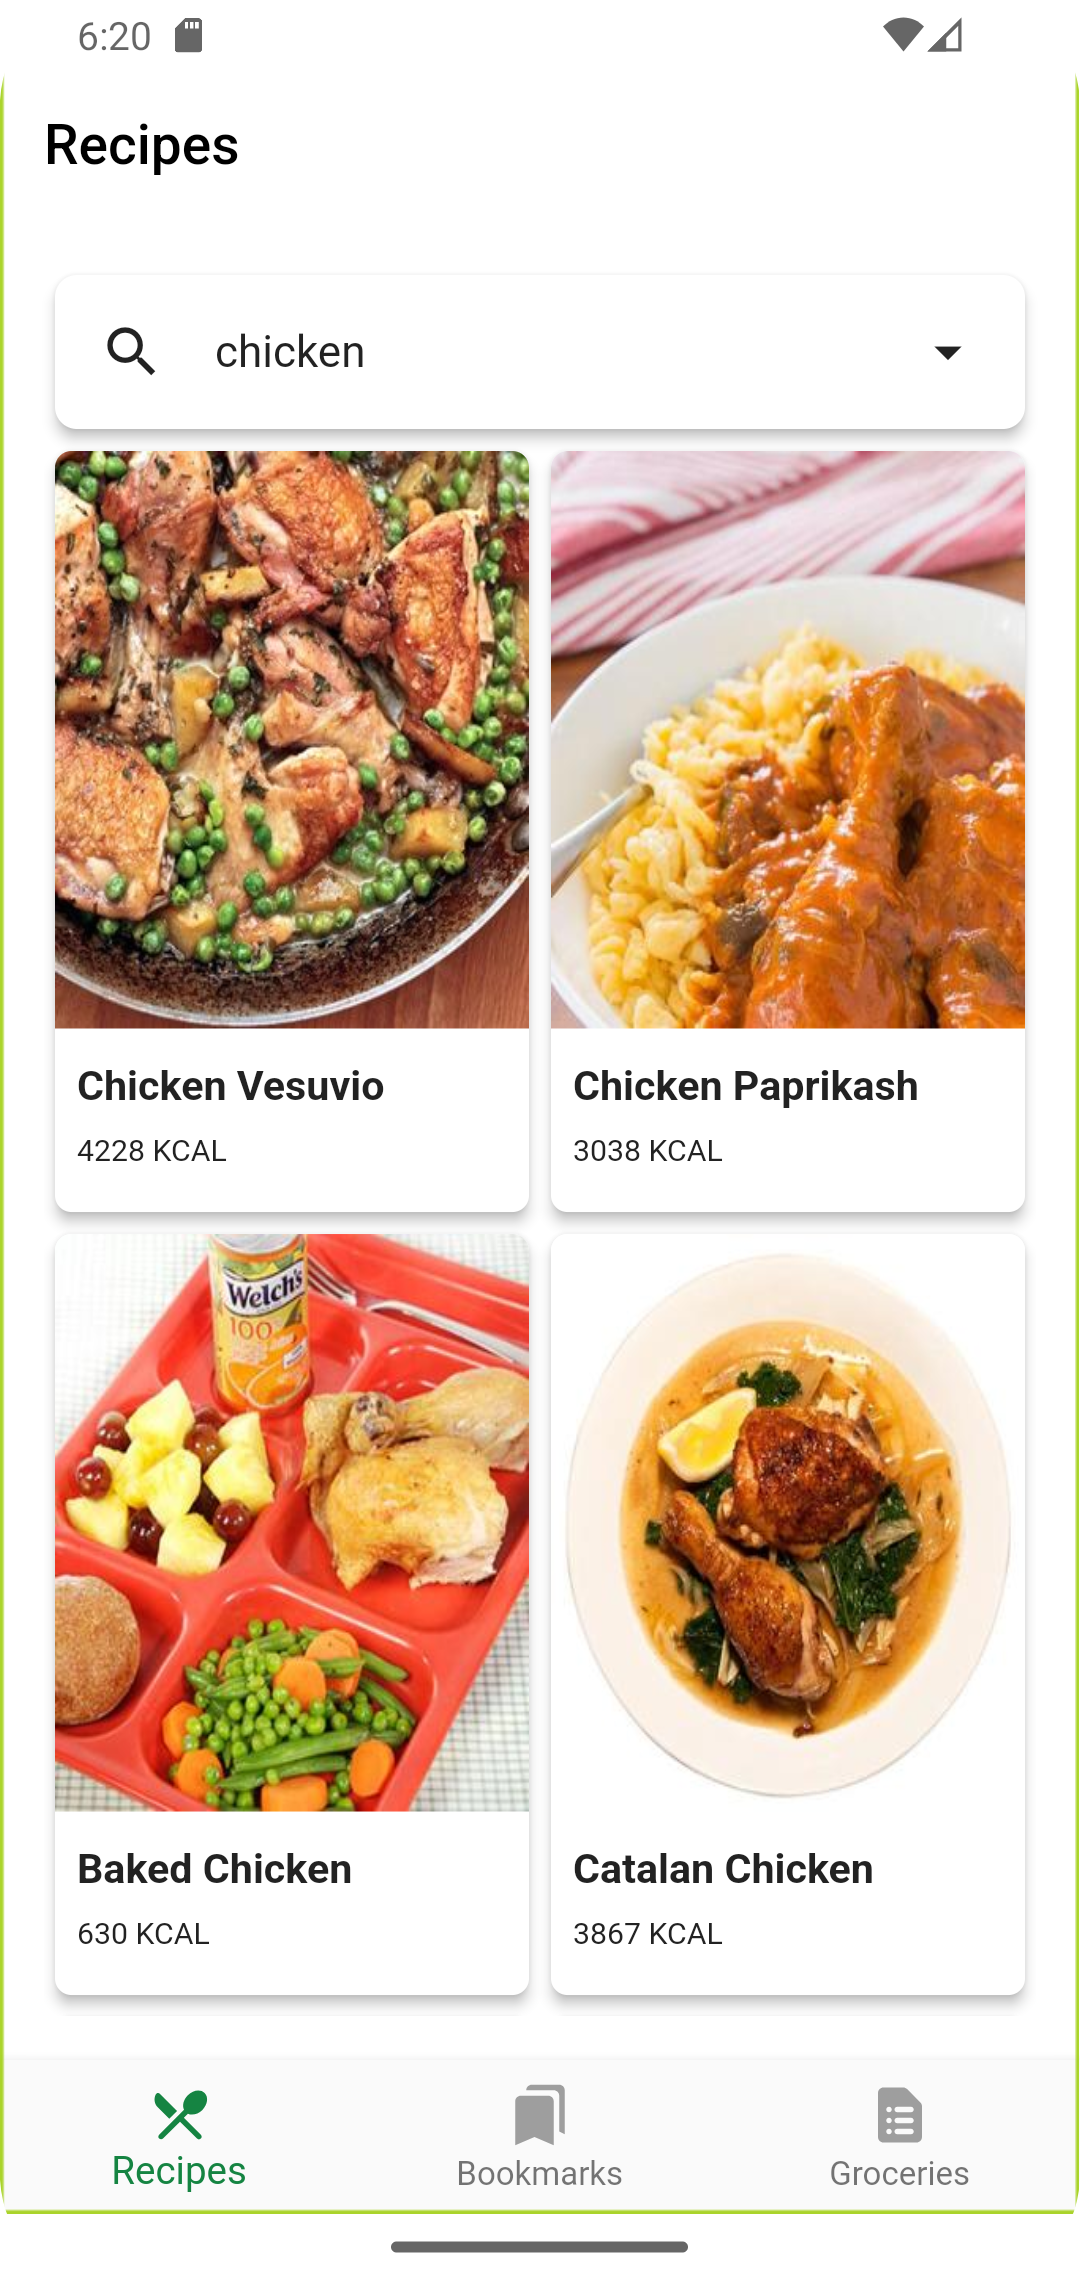 6:20
Recipes
chicken
Chicken Vesuvio
4228 KCAL
Chicken Paprikash
3038 KCAL
Welch's
100
Baked Chicken
630 KCAL
Catalan Chicken
3867 KCAL
Recipes
Bookmarks
Groceries